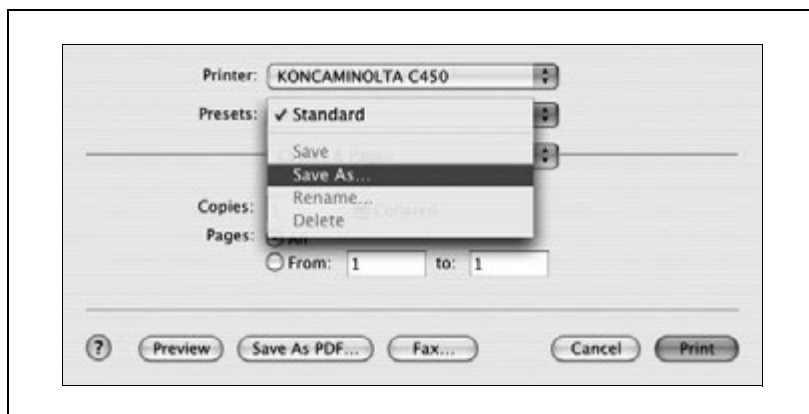 Printer: KONCAMINOLTA C450
Presets: ✓ Standard
Save
Save As...
Rename...
Delete
Copies: Collated
Pages: All
From: 1 to: 1
? Preview Save As PDF... Fax... Cancel Print